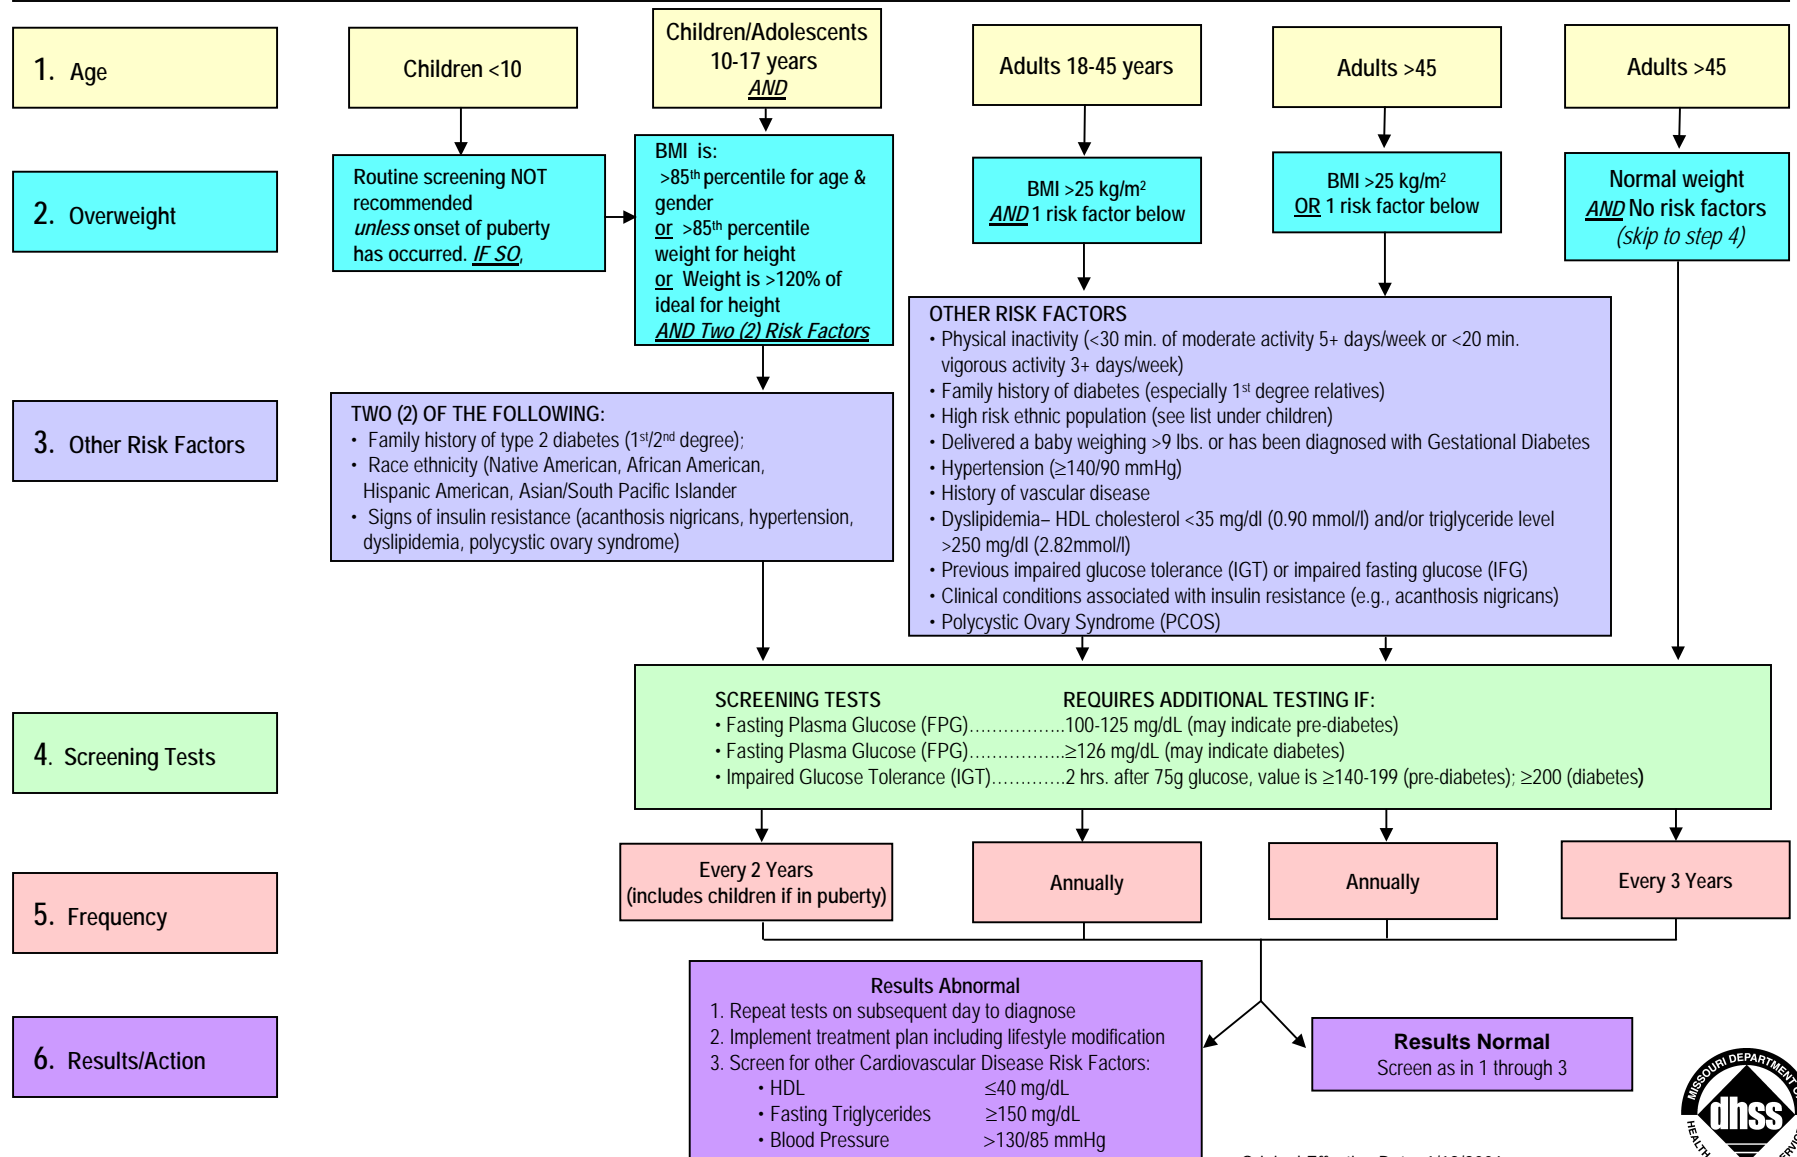 1. Age
Children <10
Children/Adolescents
10-17 years
AND
Adults 18-45 years
Adults >45
Adults >45
2. Overweight
Routine screening NOT
recommended
unless onset of puberty
has occurred. IF SO,
BMI is:
>85th percentile for age &
gender
or >85th percentile
weight for height
or Weight is >120% of
ideal for height
AND Two (2) Risk Factors
BMI >25 kg/m2
AND 1 risk factor below
BMI >25 kg/m2
OR 1 risk factor below
Normal weight
AND No risk factors
(skip to step 4)
3. Other Risk Factors
TWO (2) OF THE FOLLOWING:
• Family history of type 2 diabetes (1st/2nd degree);
• Race ethnicity (Native American, African American,
Hispanic American, Asian/South Pacific Islander
• Signs of insulin resistance (acanthosis nigricans, hypertension,
dyslipidemia, polycystic ovary syndrome)
OTHER RISK FACTORS
• Physical inactivity (<30 min. of moderate activity 5+ days/week or <20 min.
vigorous activity 3+ days/week)
• Family history of diabetes (especially 1st degree relatives)
• High risk ethnic population (see list under children)
• Delivered a baby weighing >9 lbs. or has been diagnosed with Gestational Diabetes
• Hypertension (≥140/90 mmHg)
• History of vascular disease
• Dyslipidemia– HDL cholesterol <35 mg/dl (0.90 mmol/l) and/or triglyceride level
>250 mg/dl (2.82mmol/l)
• Previous impaired glucose tolerance (IGT) or impaired fasting glucose (IFG)
• Clinical conditions associated with insulin resistance (e.g., acanthosis nigricans)
• Polycystic Ovary Syndrome (PCOS)
4. Screening Tests
SCREENING TESTS REQUIRES ADDITIONAL TESTING IF:
• Fasting Plasma Glucose (FPG)……………..100-125 mg/dL (may indicate pre-diabetes)
• Fasting Plasma Glucose (FPG)……………..≥126 mg/dL (may indicate diabetes)
• Impaired Glucose Tolerance (IGT)………….2 hrs. after 75g glucose, value is ≥140-199 (pre-diabetes); ≥200 (diabetes)
5. Frequency
Every 2 Years
(includes children if in puberty)
Annually
Annually
Every 3 Years
6. Results/Action
Results Abnormal
1. Repeat tests on subsequent day to diagnose
2. Implement treatment plan including lifestyle modification
3. Screen for other Cardiovascular Disease Risk Factors:
• HDL ≤40 mg/dL
• Fasting Triglycerides ≥150 mg/dL
• Blood Pressure >130/85 mmHg
Results Normal
Screen as in 1 through 3
MISSOURI DEPARTMENT
dhss
HEALTH